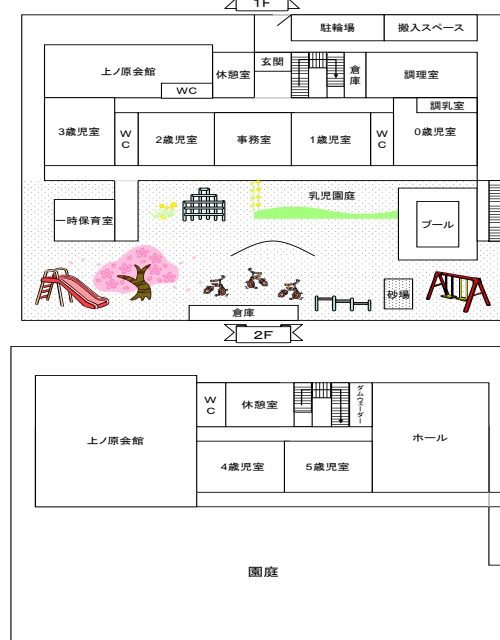 1F
駐輪場
搬入スペース
上ノ原会館
休憩室
玄関
倉庫
調理室
WC
調乳室
3歳児室
WC
2歳児室
事務室
1歳児室
WC
0歳児室
乳児園庭
一時保育室
プール
砂場
倉庫
2F
上ノ原会館
WC
休憩室
ダムウェーダー
ホール
4歳児室
5歳児室
園庭